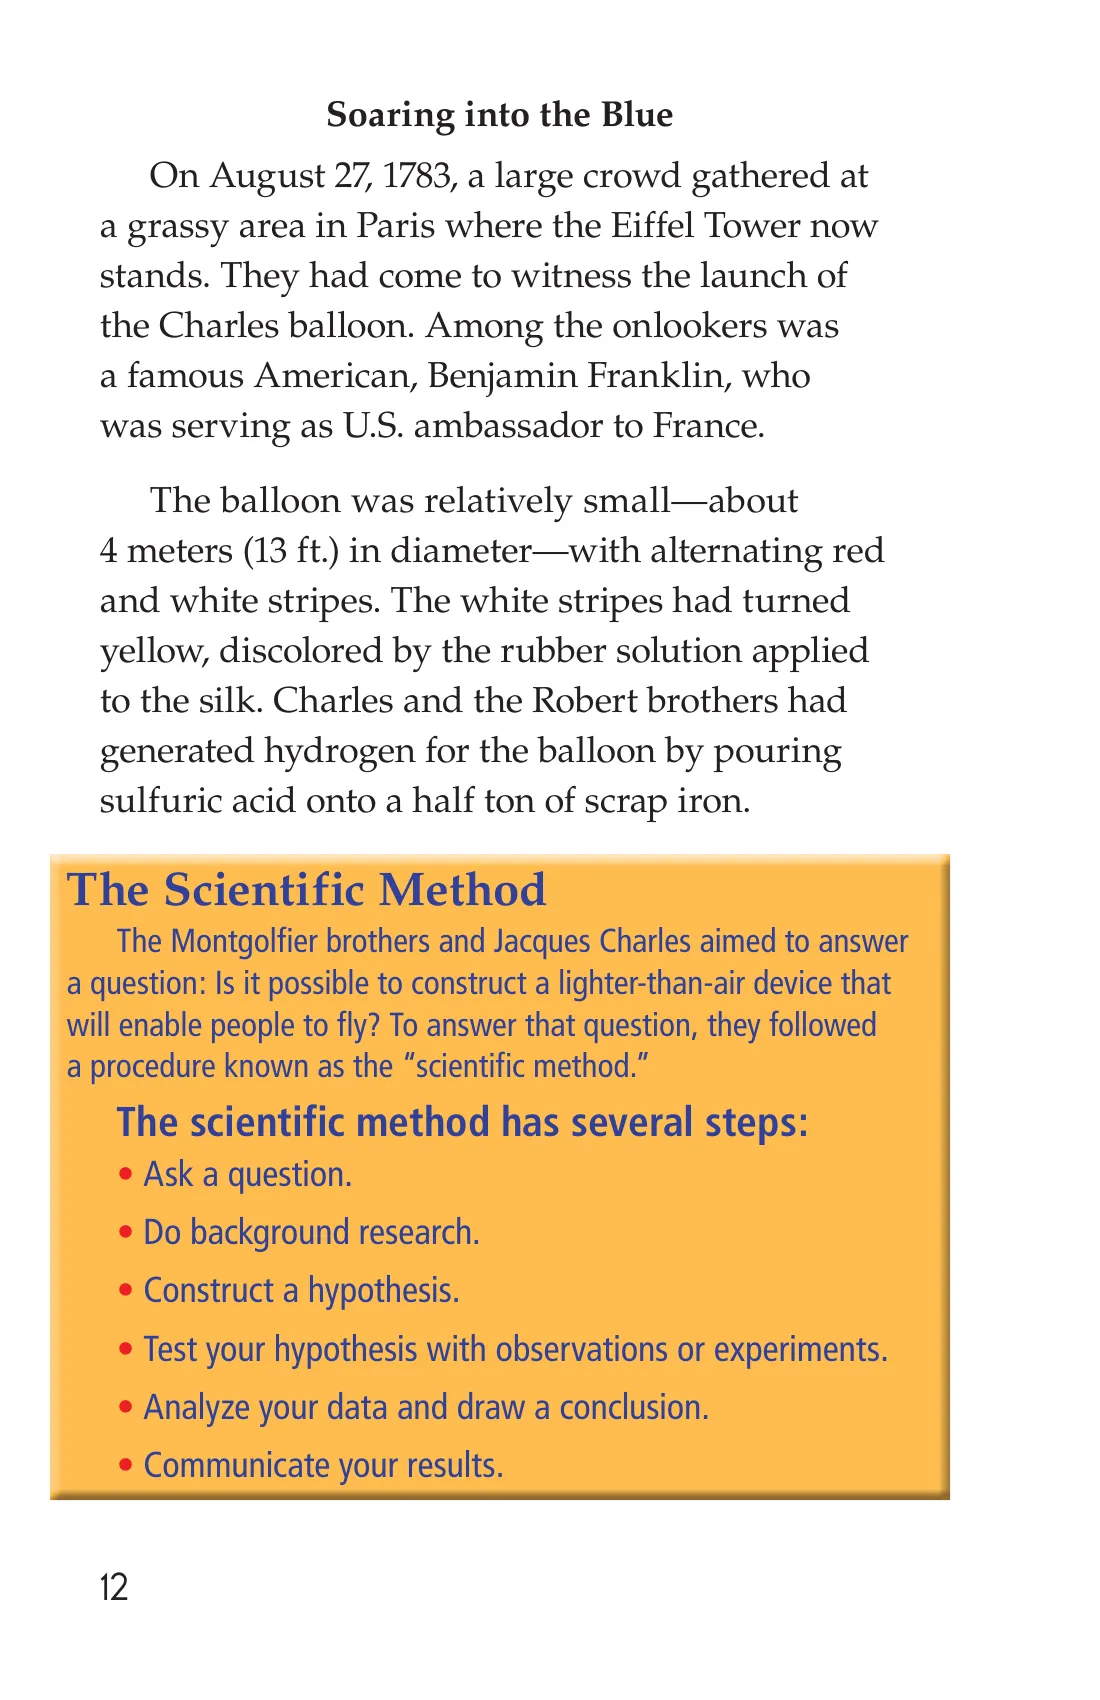 Soaring into the Blue
On August 27, 1783, a large crowd gathered at
a grassy area in Paris where the Eiffel Tower now
stands. They had come to witness the launch of
the Charles balloon. Among the onlookers was
a famous American, Benjamin Franklin, who
was serving as U.S. ambassador to France.
The balloon was relatively small—about
4 meters (13 ft.) in diameter—with alternating red
and white stripes. The white stripes had turned
yellow, discolored by the rubber solution applied
to the silk. Charles and the Robert brothers had
generated hydrogen for the balloon by pouring
sulfuric acid onto a half ton of scrap iron.
The Scientific Method
The Montgolfier brothers and Jacques Charles aimed to answer
a question: Is it possible to construct a lighter-than-air device that
will enable people to fly? To answer that question, they followed
a procedure known as the “scientific method.”
The scientific method has several steps:
• Ask a question.
• Do background research.
• Construct a hypothesis.
• Test your hypothesis with observations or experiments.
• Analyze your data and draw a conclusion.
• Communicate your results.
12